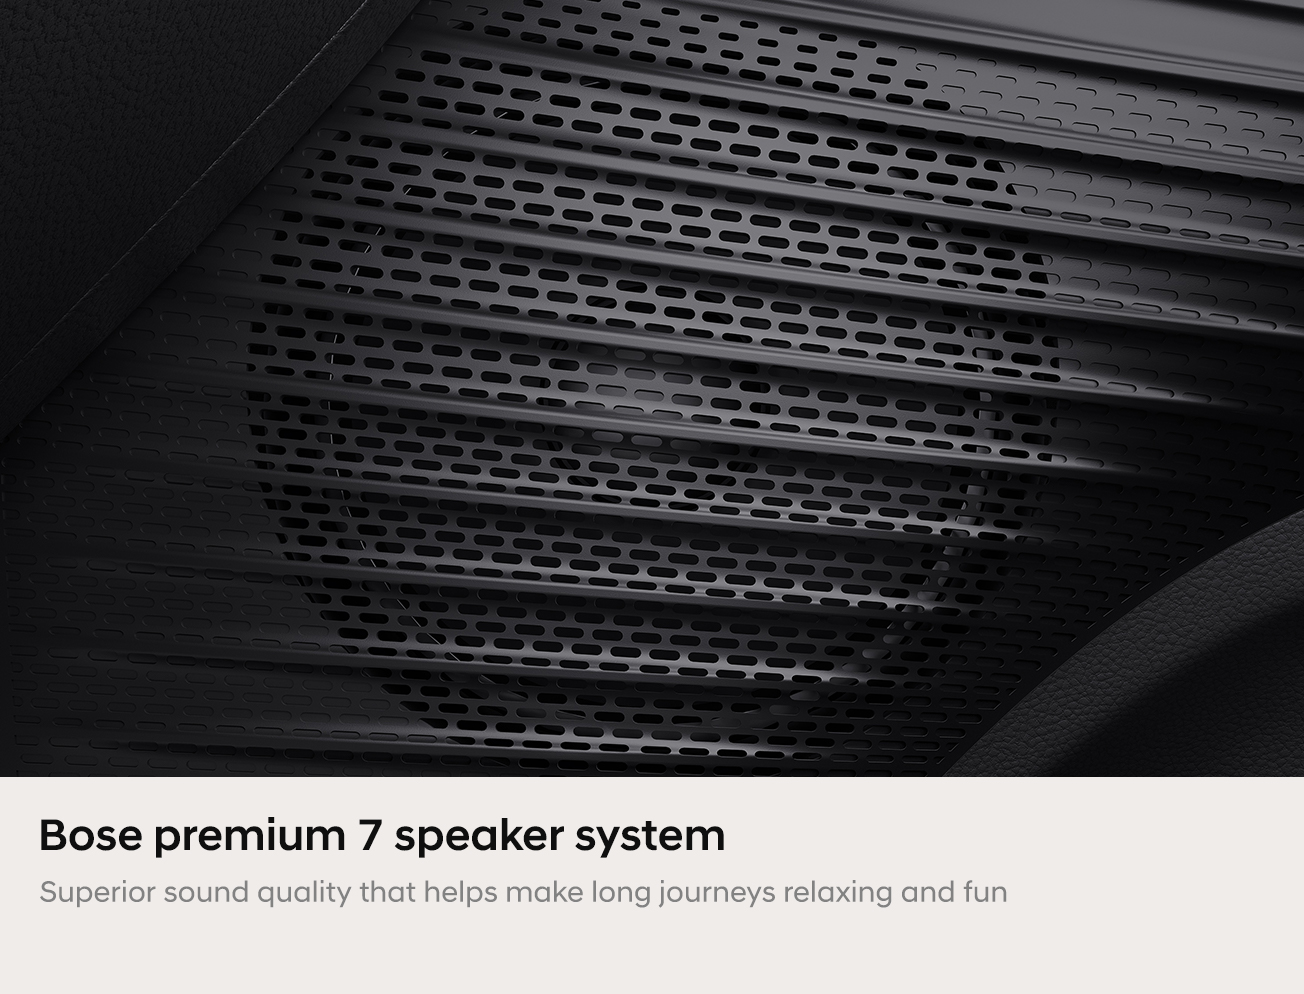 Bose premium 7 speaker system
Superior sound quality that helps make long journeys relaxing and fun